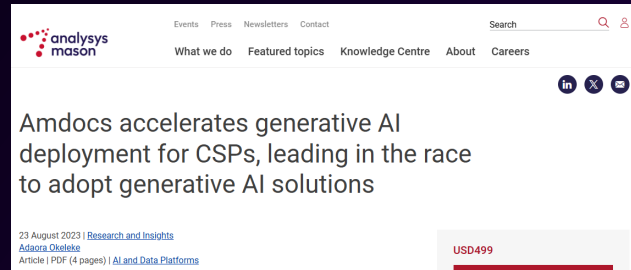 Events Press Newsletters Contact Search
analysys
mason
What we do Featured topics Knowledge Centre About Careers
in X
Amdocs accelerates generative AI
deployment for CSPs, leading in the race
to adopt generative AI solutions
23 August 2023 | Research and Insights
Adaora Okeleke
Article | PDF (4 pages) | AI and Data Platforms
USD499